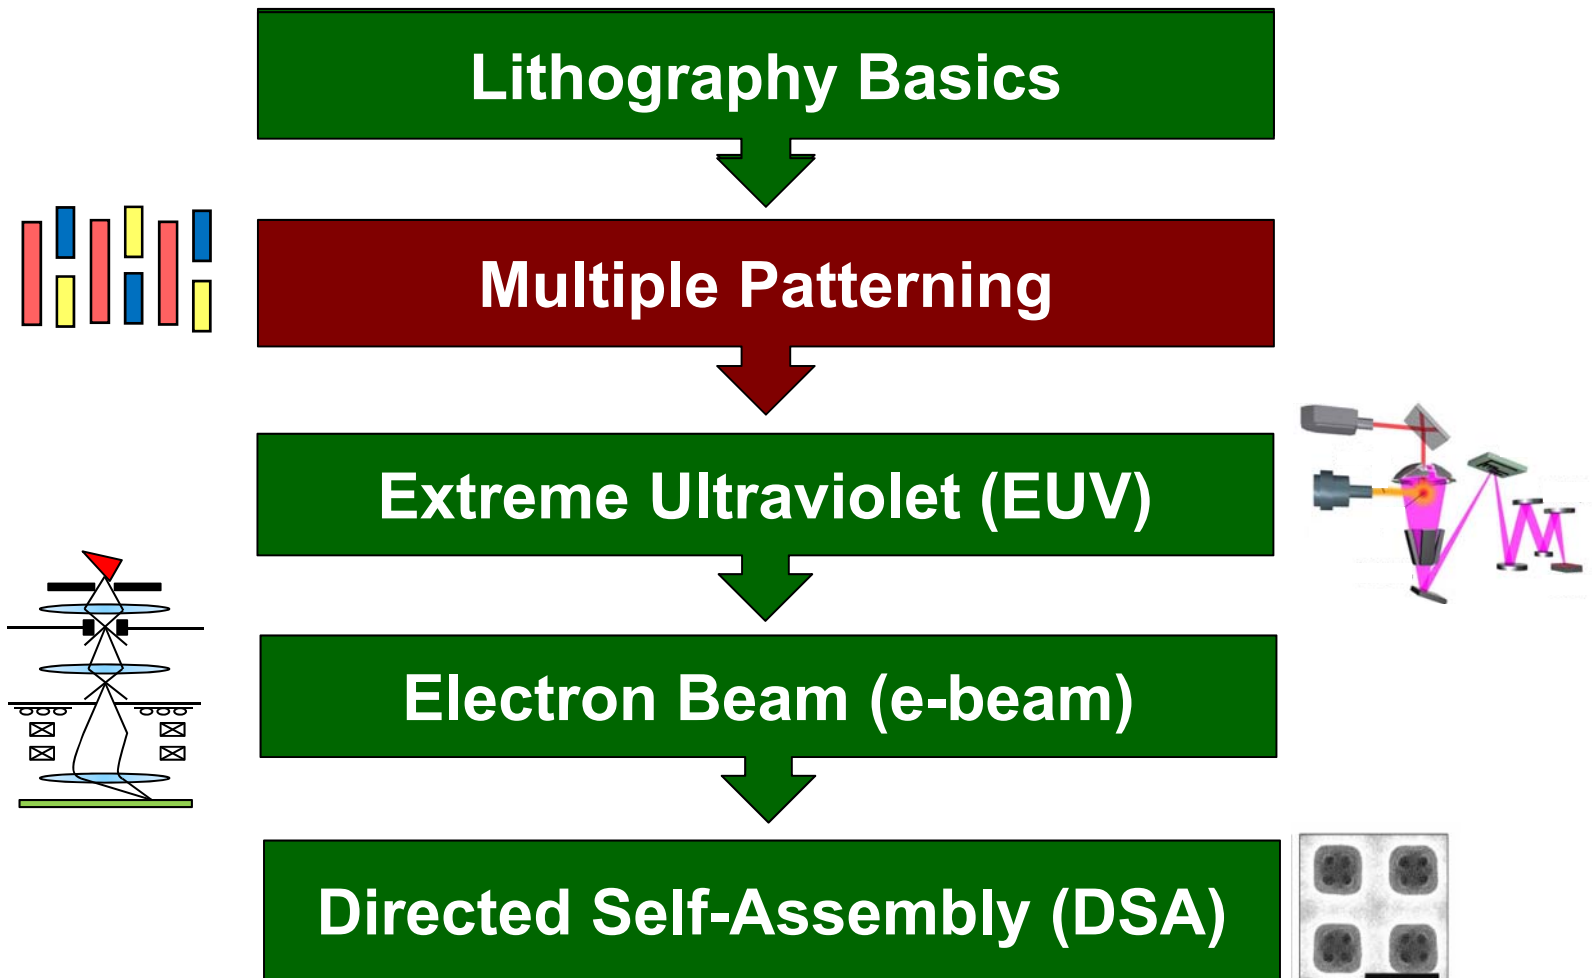 Lithography Basics
Multiple Patterning
Extreme Ultraviolet (EUV)
Electron Beam (e-beam)
Directed Self-Assembly (DSA)